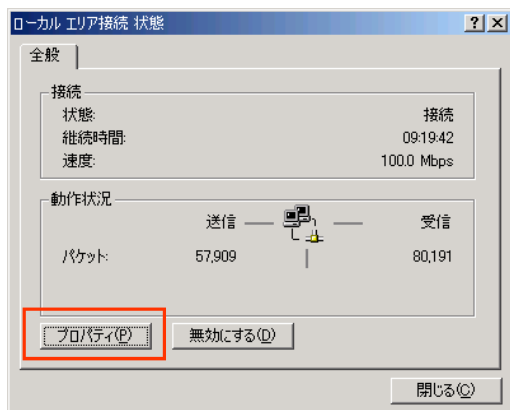 ローカル エリア接続 状態
全般
接続
状態: 接続
継続時間: 09:19:42
速度: 100.0 Mbps
動作状況
送信 受信
パケット: 57,909 80,191
プロパティ(P) 無効にする(D)
閉じる(C)